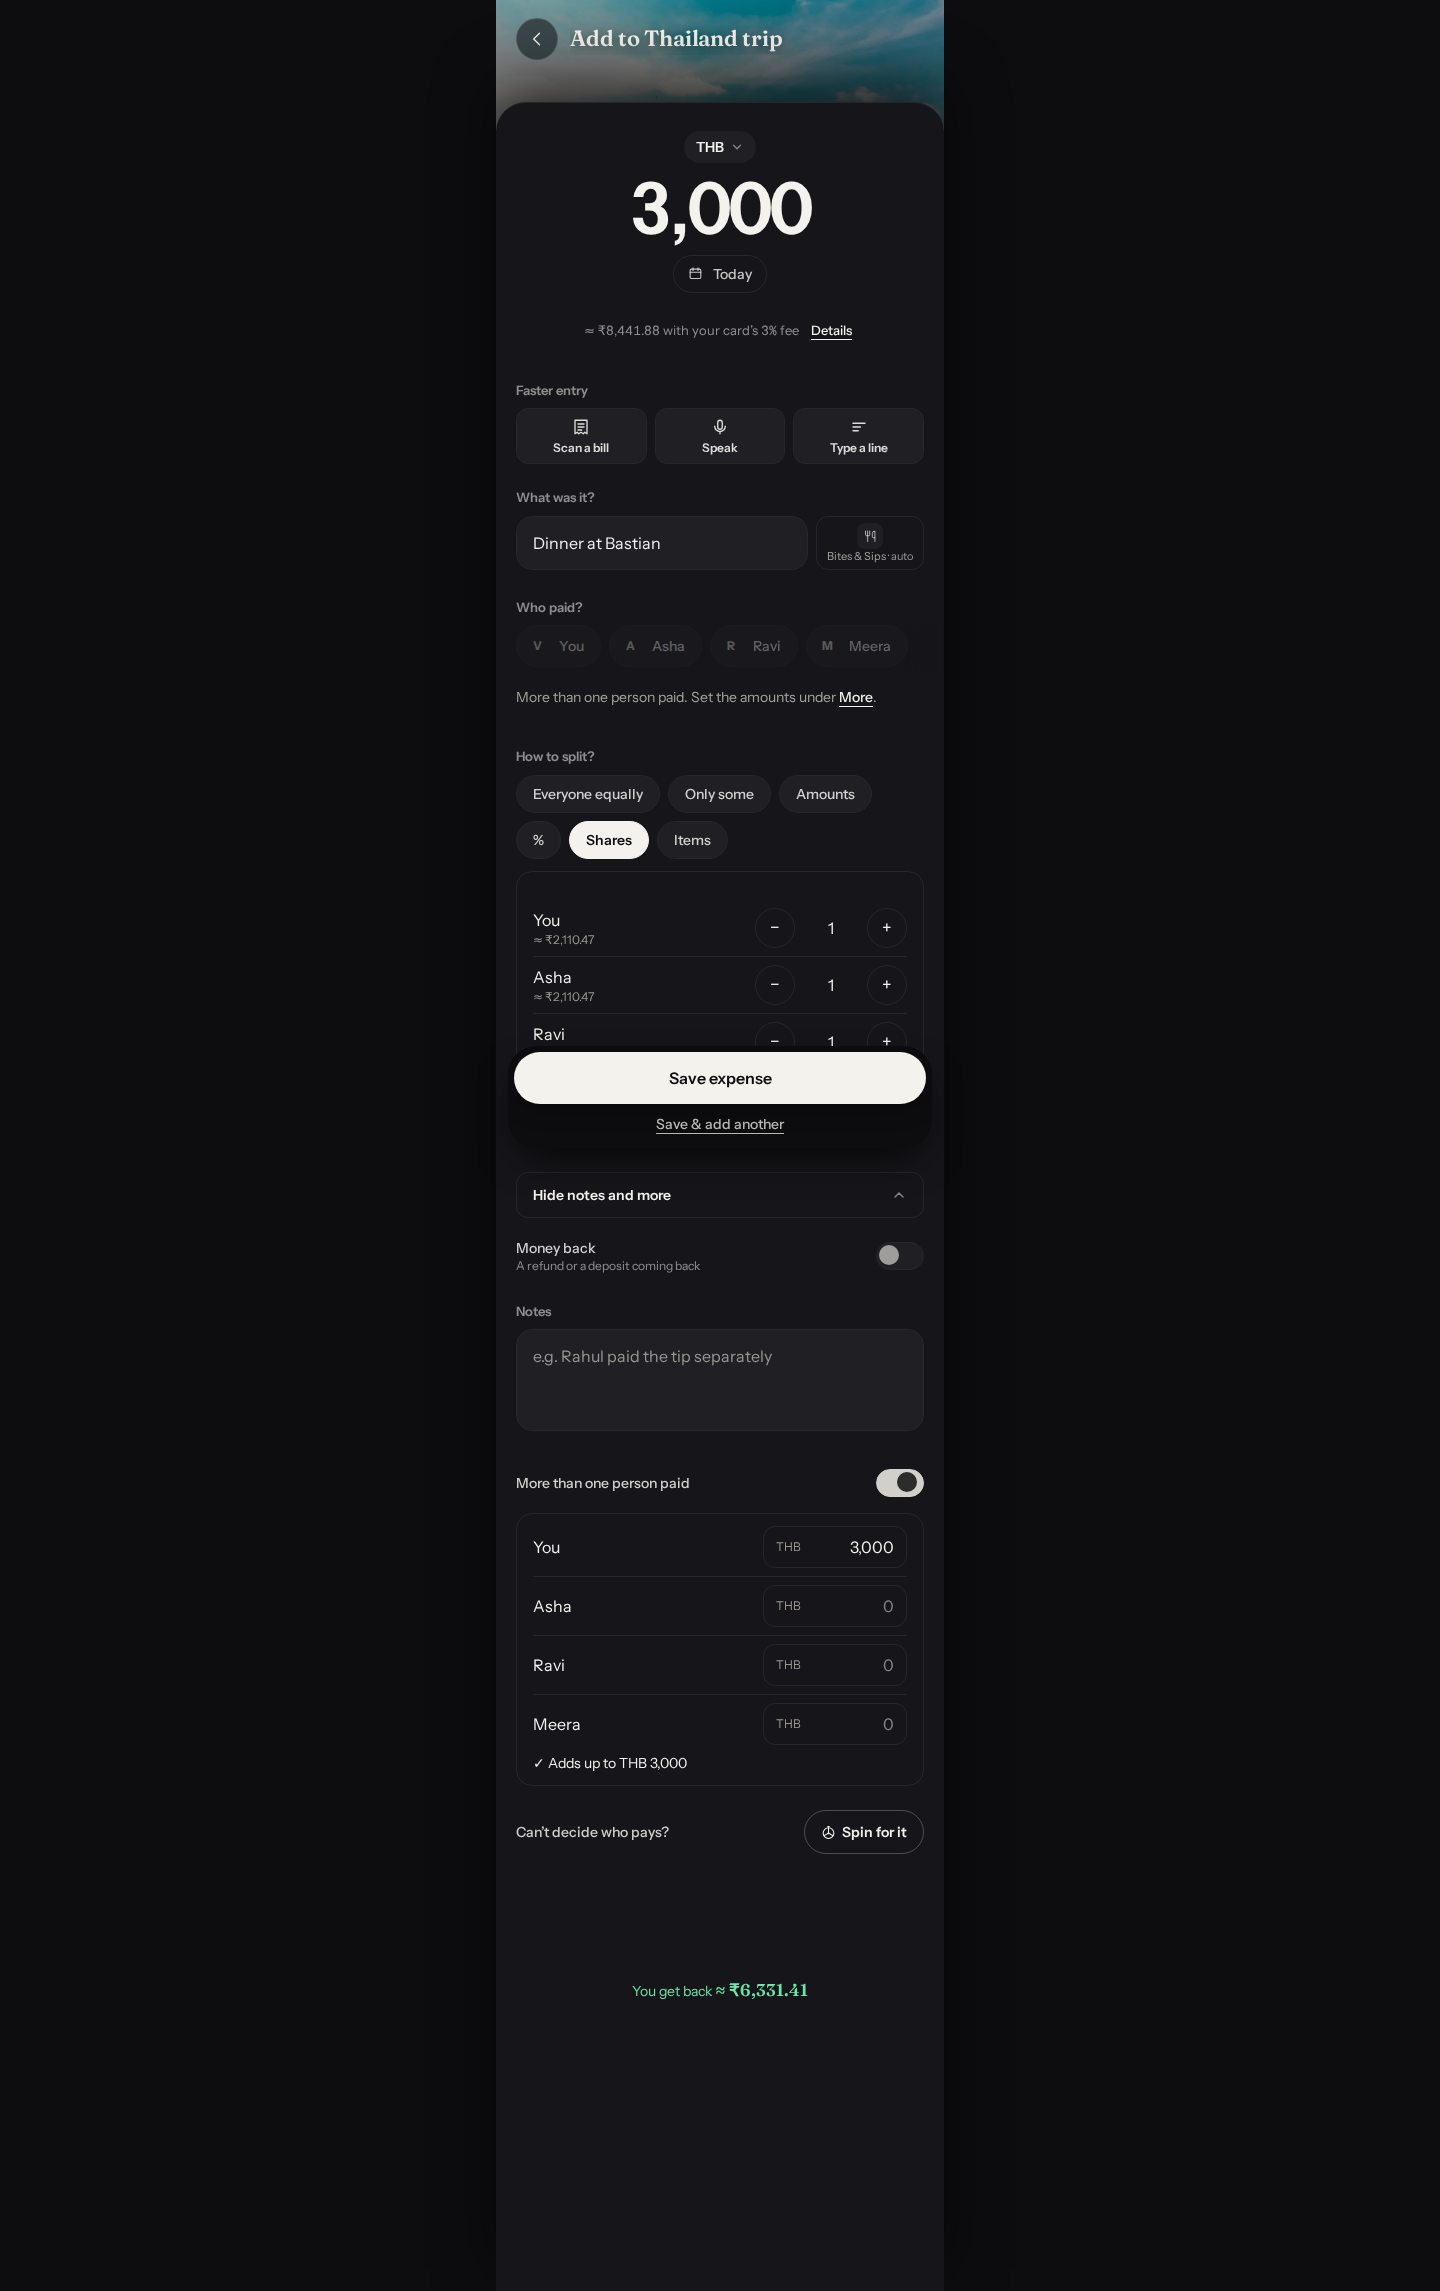 Add to Thailand trip
THB
3,000
Today
≈ ₹8,441.88 with your card's 3% fee Details
Faster entry
Scan a bill Speak Type a line
What was it?
Dinner at Bastian
Bites & Sips · auto
Who paid?
V You A Asha R Ravi M Meera
More than one person paid. Set the amounts under More.
How to split?
Everyone equally Only some Amounts
% Shares Items
You
≈ ₹2,110.47
− 1 +
Asha
≈ ₹2,110.47
− 1 +
Ravi
− 1 +
Save expense
Save & add another
Hide notes and more
Money back
A refund or a deposit coming back
Notes
e.g. Rahul paid the tip separately
More than one person paid
You THB 3,000
Asha THB 0
Ravi THB 0
Meera THB 0
✓ Adds up to THB 3,000
Can't decide who pays? Spin for it
You get back ≈ ₹6,331.41